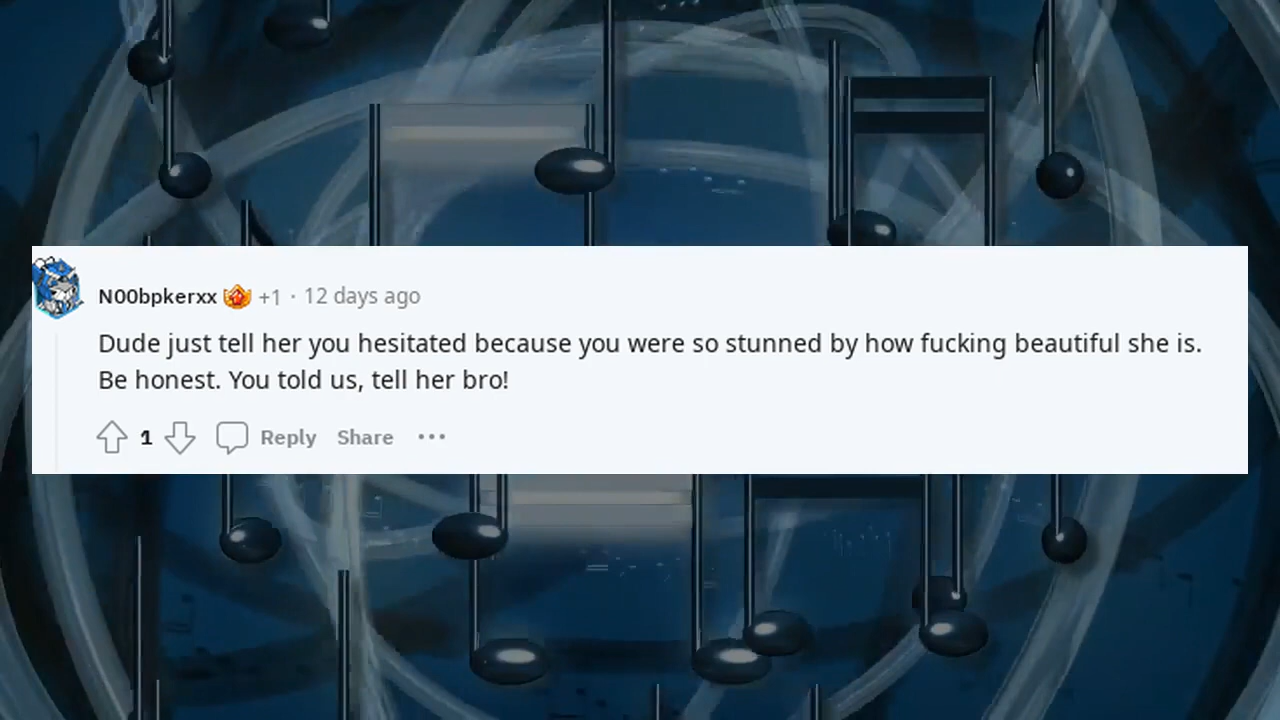 N00bpkerxx +1 · 12 days ago
Dude just tell her you hesitated because you were so stunned by how fucking beautiful she is.
Be honest. You told us, tell her bro!
1 Reply Share ···